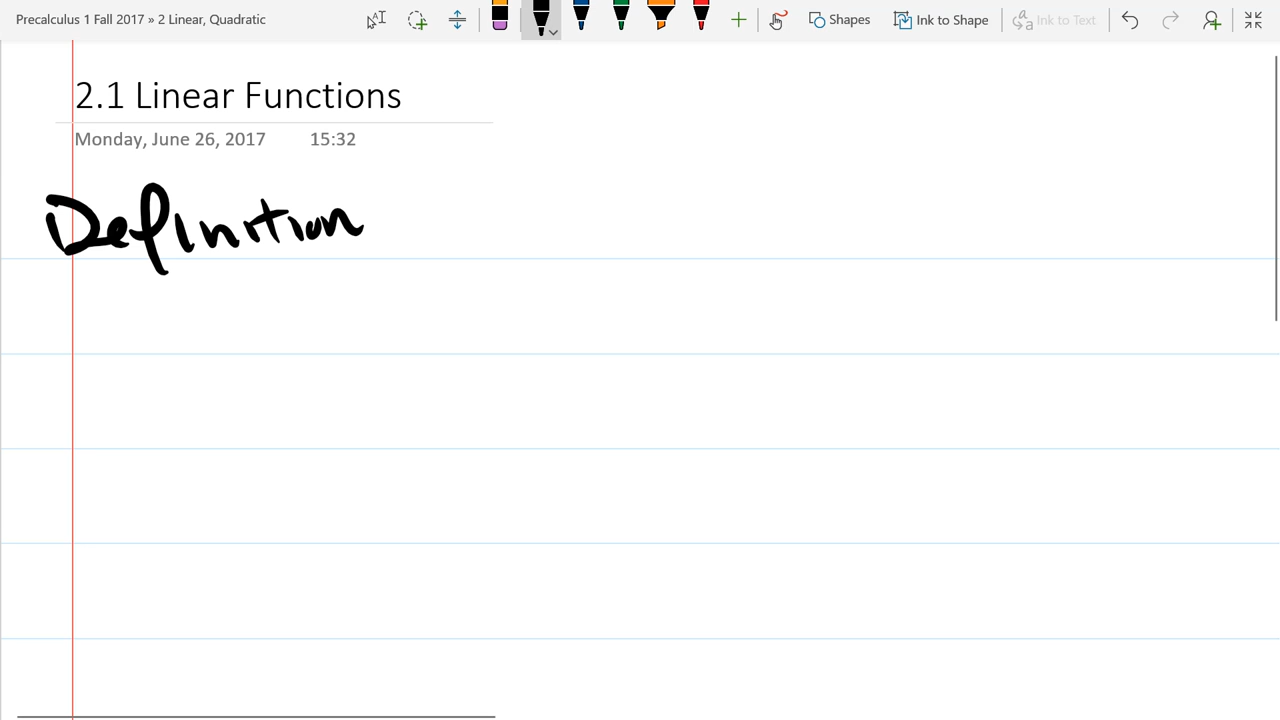 Precalculus 1 Fall 2017 » 2 Linear, Quadratic
Shapes
Ink to Shape
Ink to Text
2.1 Linear Functions
Monday, June 26, 2017 15:32
Definition